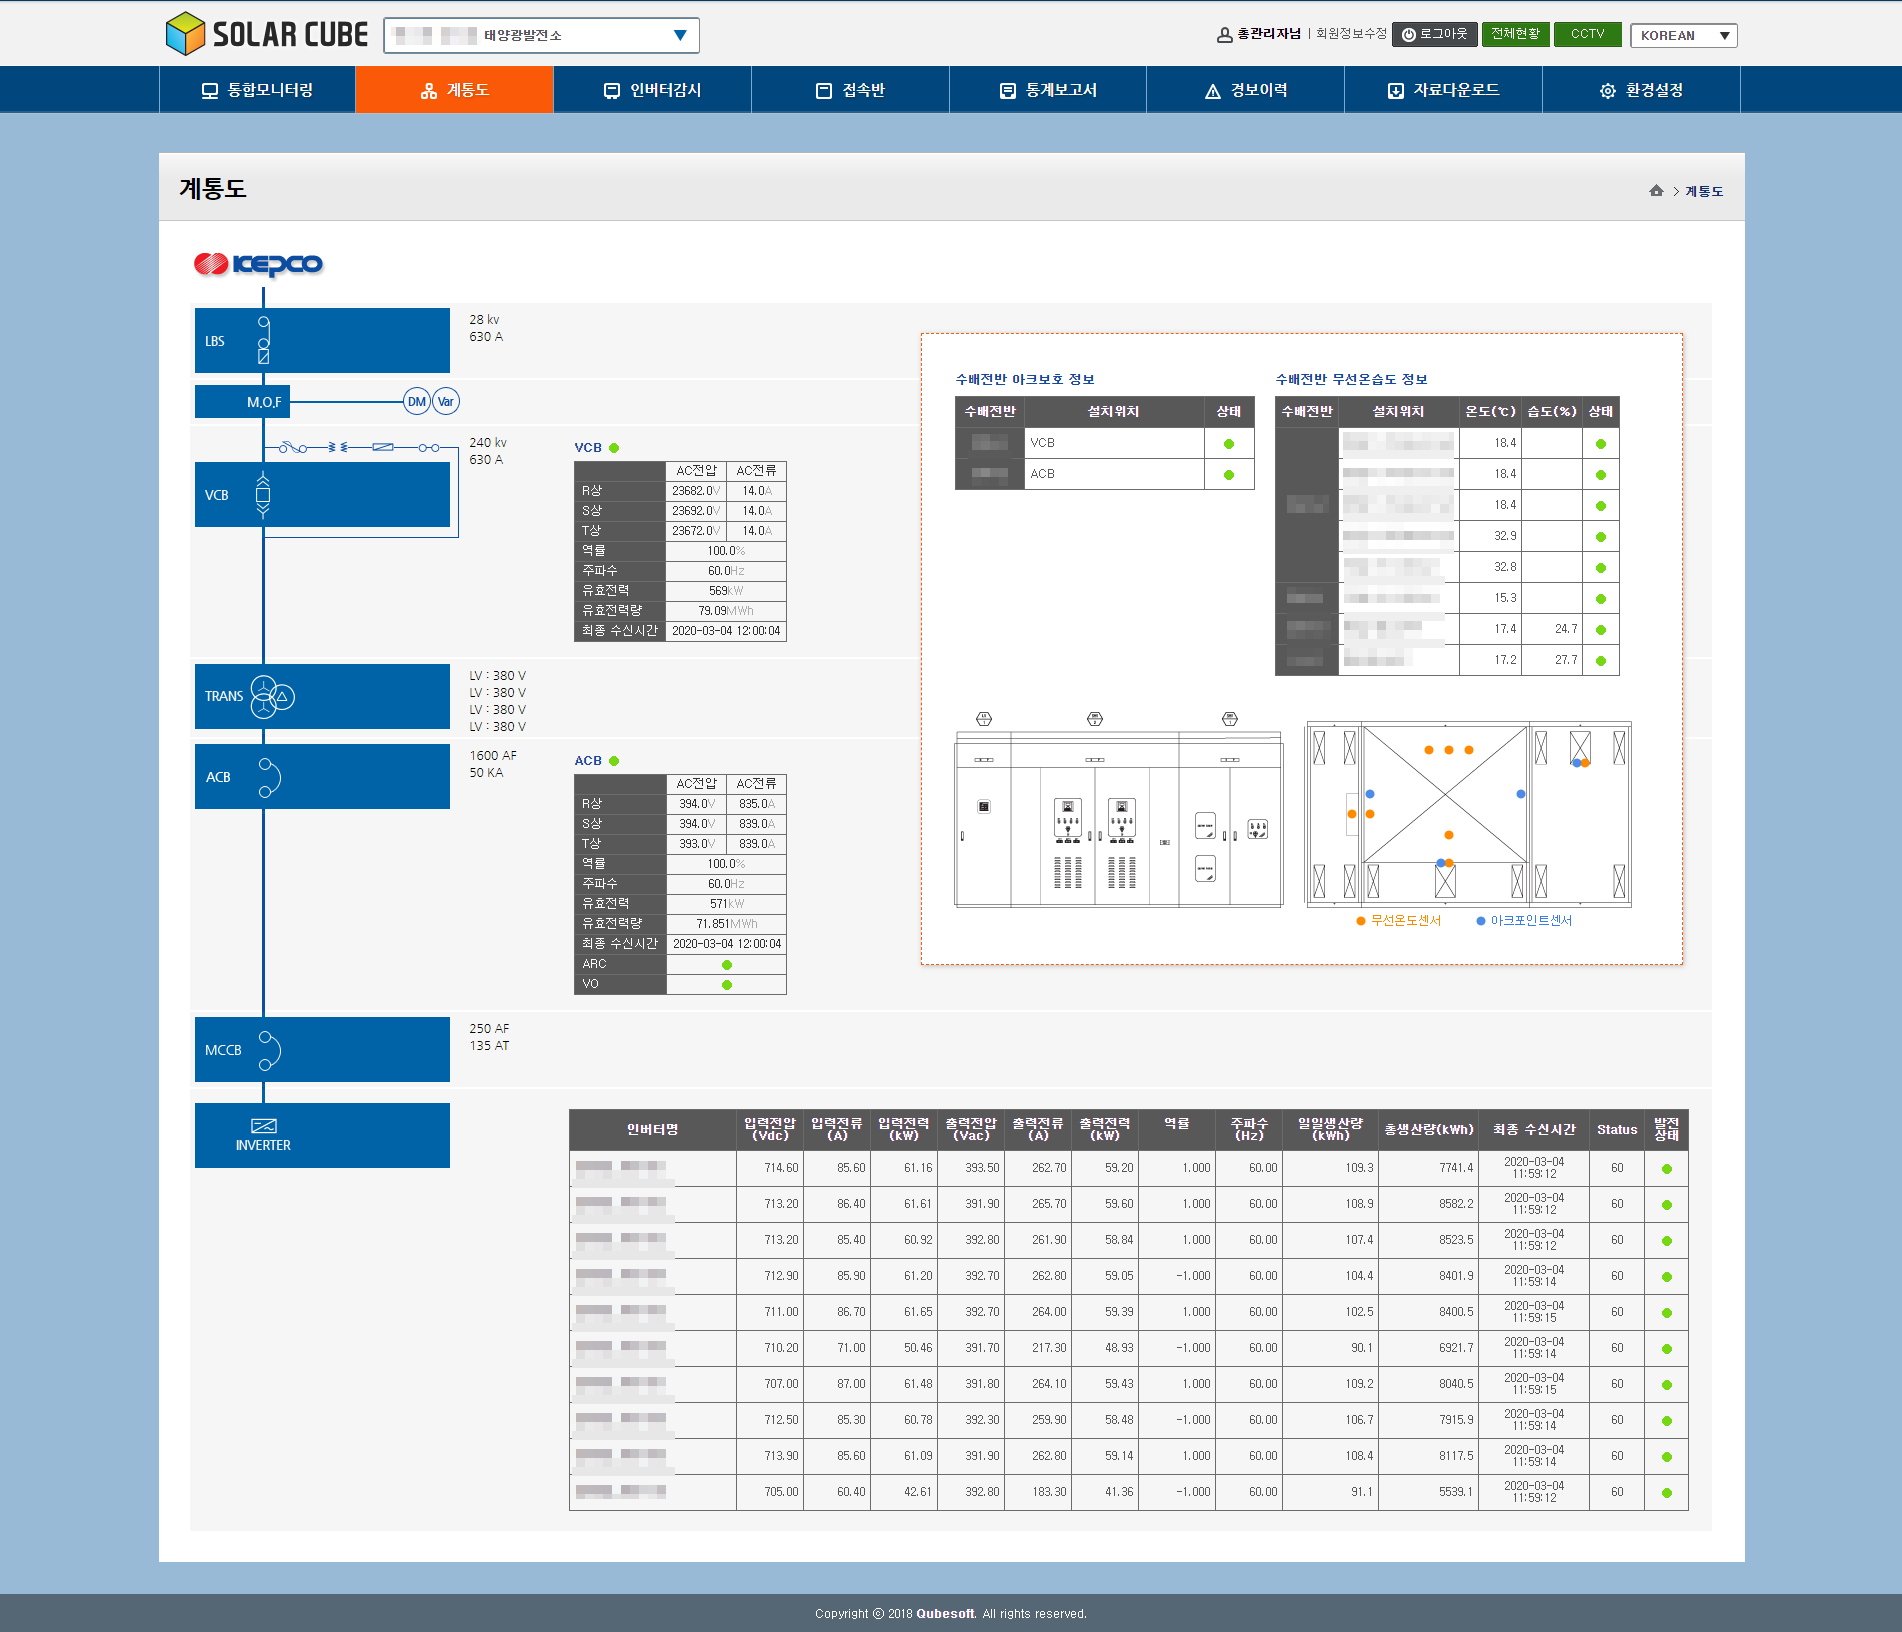 SOLAR CUBE
태양광발전소 ▼
총관리자님 | 회원정보수정 로그아웃 전체현황 CCTV KOREAN ▼
통합모니터링 계통도 인버터감시 접속반 통계보고서 경보이력 자료다운로드 환경설정
계통도
> 계통도
KEPCO
LBS
28 kv
630 A
M.O.F DM Var
VCB
240 kv
630 A
VCB
AC전압 AC전류
R상 23682.0V 14.0A
S상 23692.0V 14.0A
T상 23672.0V 14.0A
역률 100.0%
주파수 60.0Hz
유효전력 569kW
유효전력량 79.09MWh
최종 수신시간 2020-03-04 12:00:04
TRANS
LV : 380 V
LV : 380 V
LV : 380 V
LV : 380 V
ACB
1600 AF
50 KA
ACB
AC전압 AC전류
R상 394.0V 835.0A
S상 394.0V 839.0A
T상 393.0V 839.0A
역률 100.0%
주파수 60.0Hz
유효전력 571kW
유효전력량 71.851MWh
최종 수신시간 2020-03-04 12:00:04
ARC
VO
수배전반 아크보호 정보
수배전반 설치위치 상태
VCB
ACB
수배전반 무선온습도 정보
수배전반 설치위치 온도(℃) 습도(%) 상태
18.4
18.4
18.4
32.9
32.8
15.3
17.4 24.7
17.2 27.7
무선온도센서 아크포인트센서
MCCB
250 AF
135 AT
INVERTER
인버터명 입력전압(Vdc) 입력전류(A) 입력전력(kW) 출력전압(Vac) 출력전류(A) 출력전력(kW) 역률 주파수(Hz) 일일생산량(kWh) 총생산량(kWh) 최종 수신시간 Status 발전상태
714.60 85.60 61.16 393.50 262.70 59.20 1.000 60.00 109.3 7741.4 2020-03-04 11:59:12 60
713.20 86.40 61.61 391.90 265.70 59.60 1.000 60.00 108.9 8582.2 2020-03-04 11:59:12 60
713.20 85.40 60.92 392.80 261.90 58.84 1.000 60.00 107.4 8523.5 2020-03-04 11:59:12 60
712.90 85.90 61.20 392.70 262.80 59.05 -1.000 60.00 104.4 8401.9 2020-03-04 11:59:14 60
711.00 86.70 61.65 392.70 264.00 59.39 1.000 60.00 102.5 8400.5 2020-03-04 11:59:15 60
710.20 71.00 50.46 391.70 217.30 48.93 -1.000 60.00 90.1 6921.7 2020-03-04 11:59:14 60
707.00 87.00 61.48 391.80 264.10 59.43 1.000 60.00 109.2 8040.5 2020-03-04 11:59:15 60
712.50 85.30 60.78 392.30 259.90 58.48 -1.000 60.00 106.7 7915.9 2020-03-04 11:59:14 60
713.90 85.60 61.09 391.90 262.80 59.14 1.000 60.00 108.4 8117.5 2020-03-04 11:59:14 60
705.00 60.40 42.61 392.80 183.30 41.36 -1.000 60.00 91.1 5539.1 2020-03-04 11:59:12 60
Copyright ⓒ 2018 Qubesoft. All rights reserved.